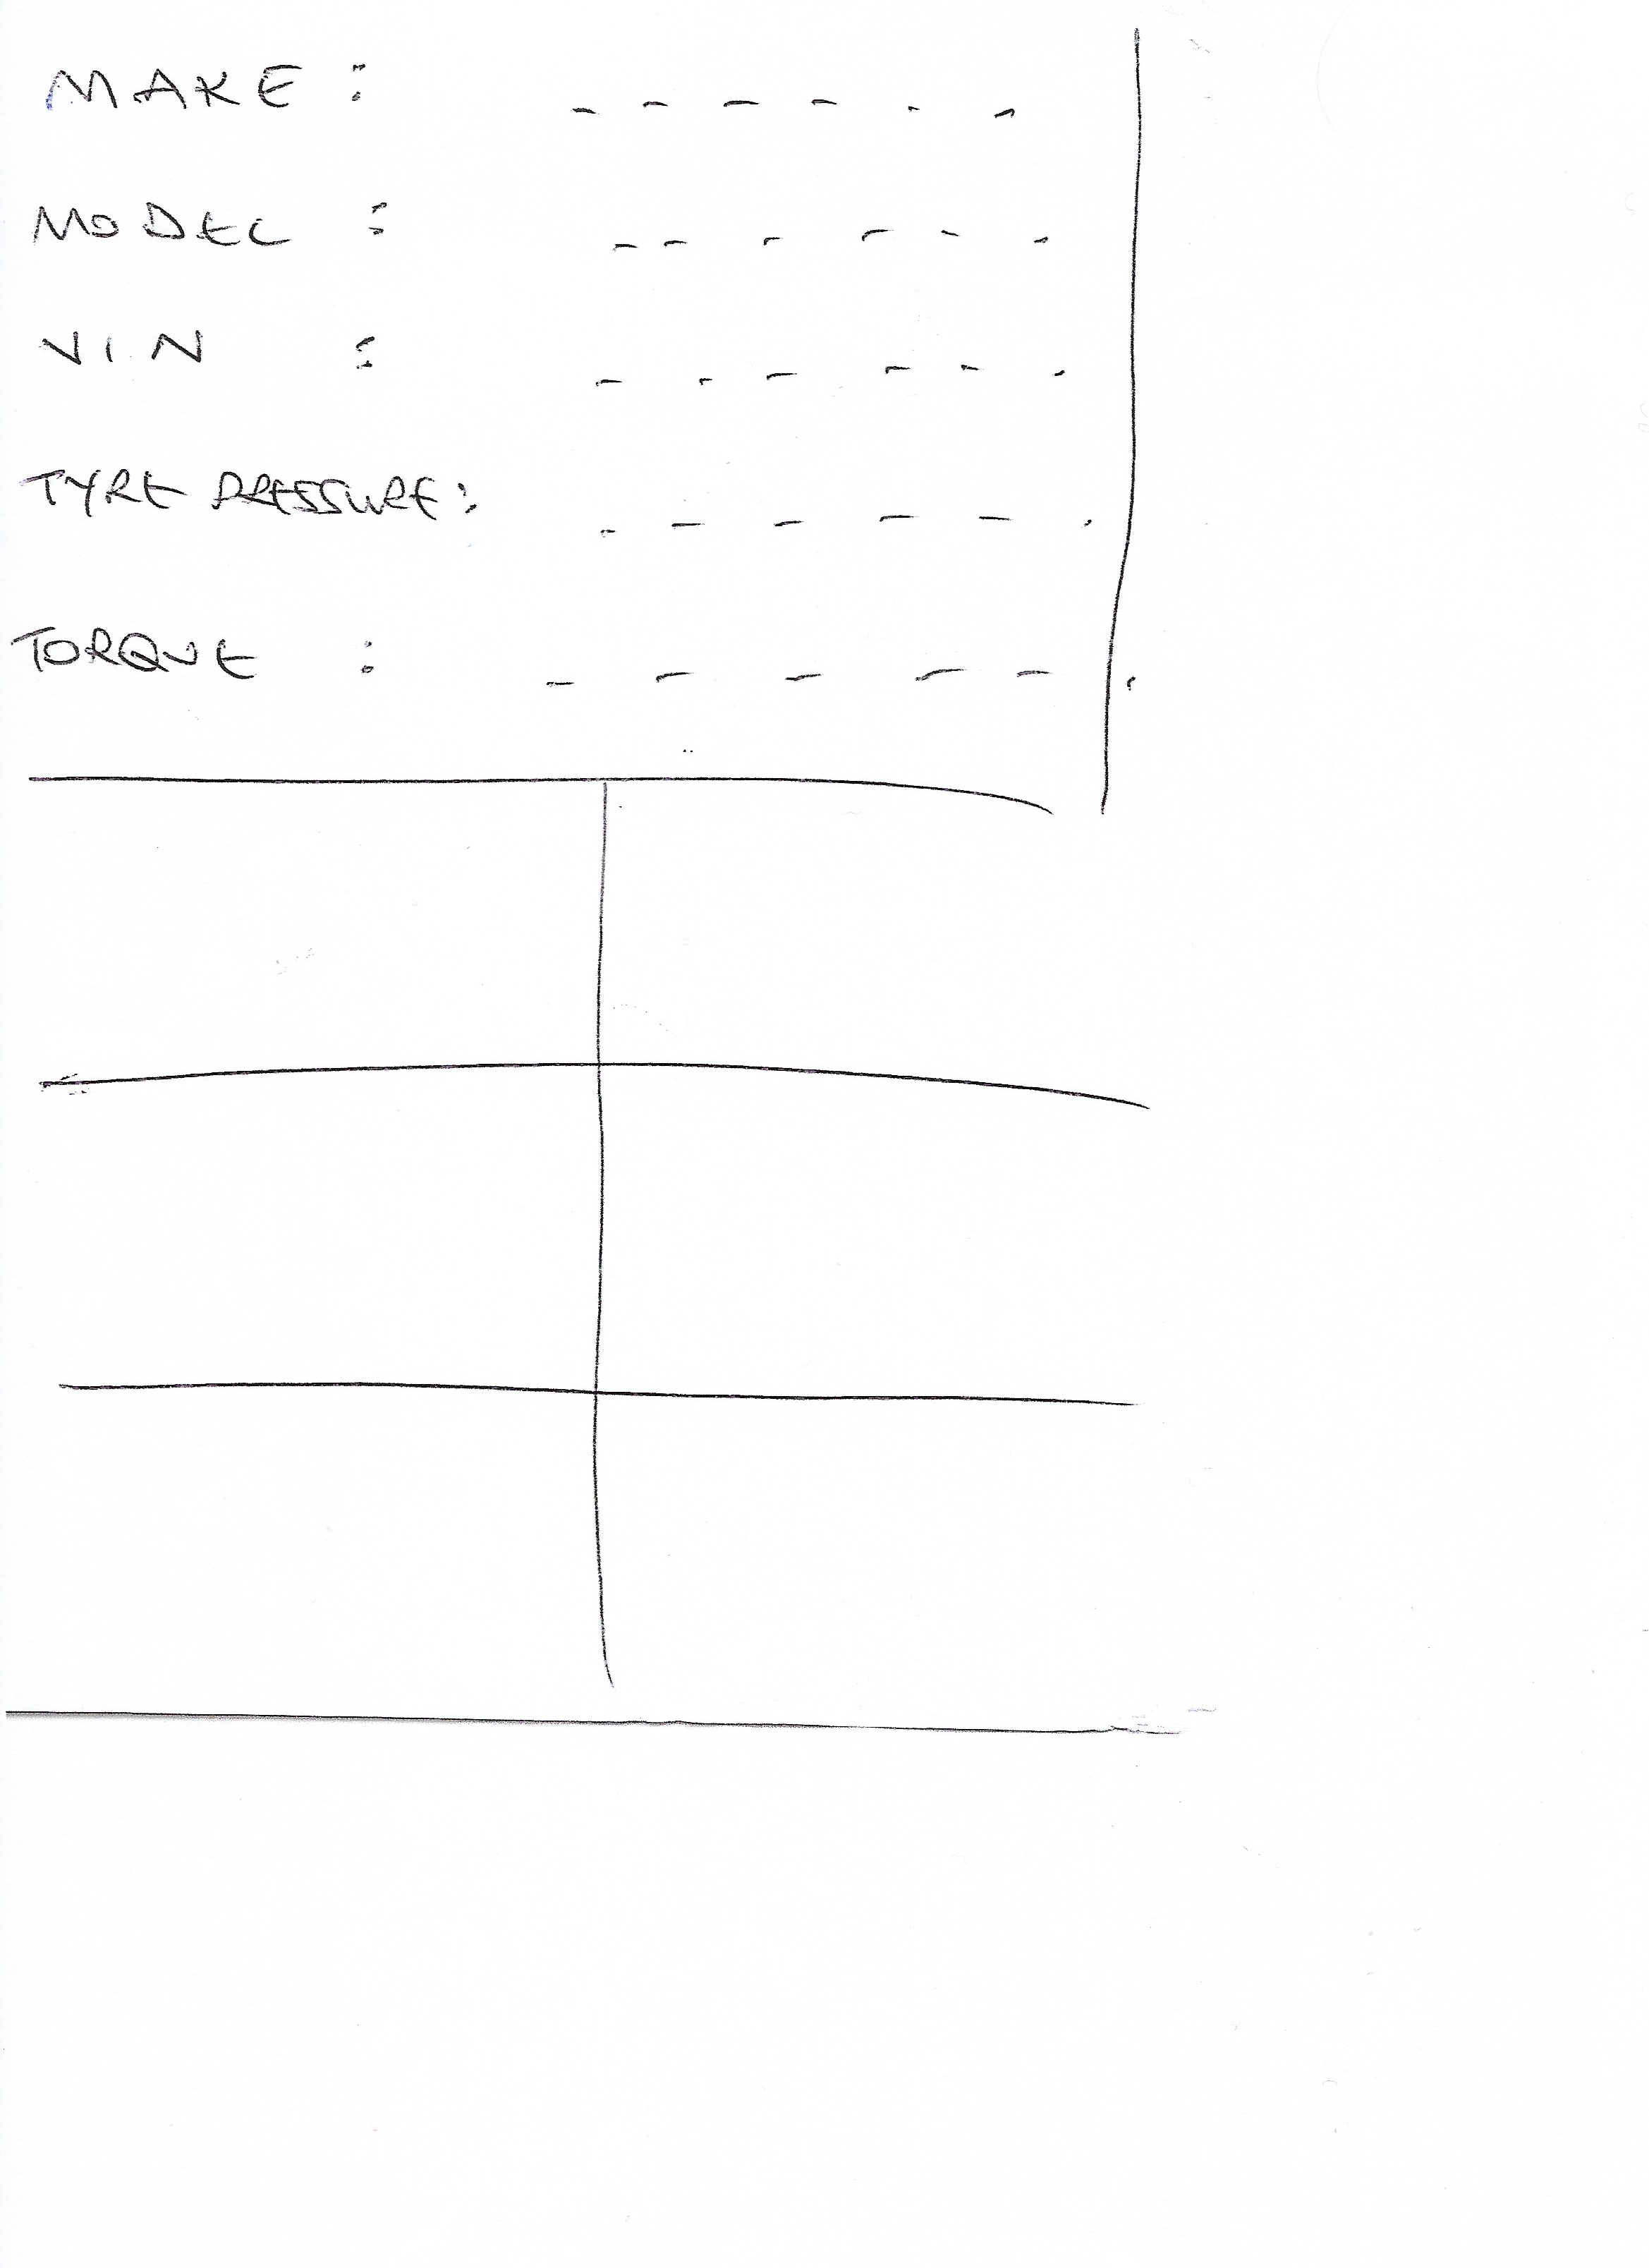 MAKE :
MODEL :
VIN :
TYRE PRESSURE :
TORQUE :